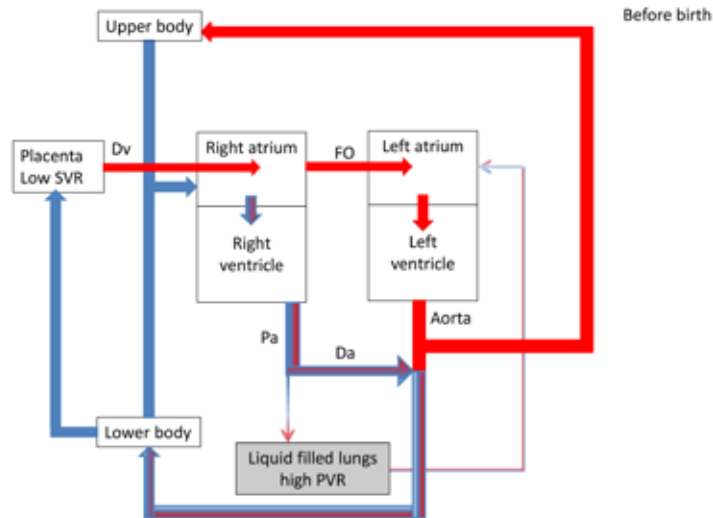 Before birth
Upper body
Placenta
Low SVR
Dv
Right atrium
FO
Left atrium
Right
ventricle
Left
ventricle
Pa
Da
Aorta
Lower body
Liquid filled lungs
high PVR